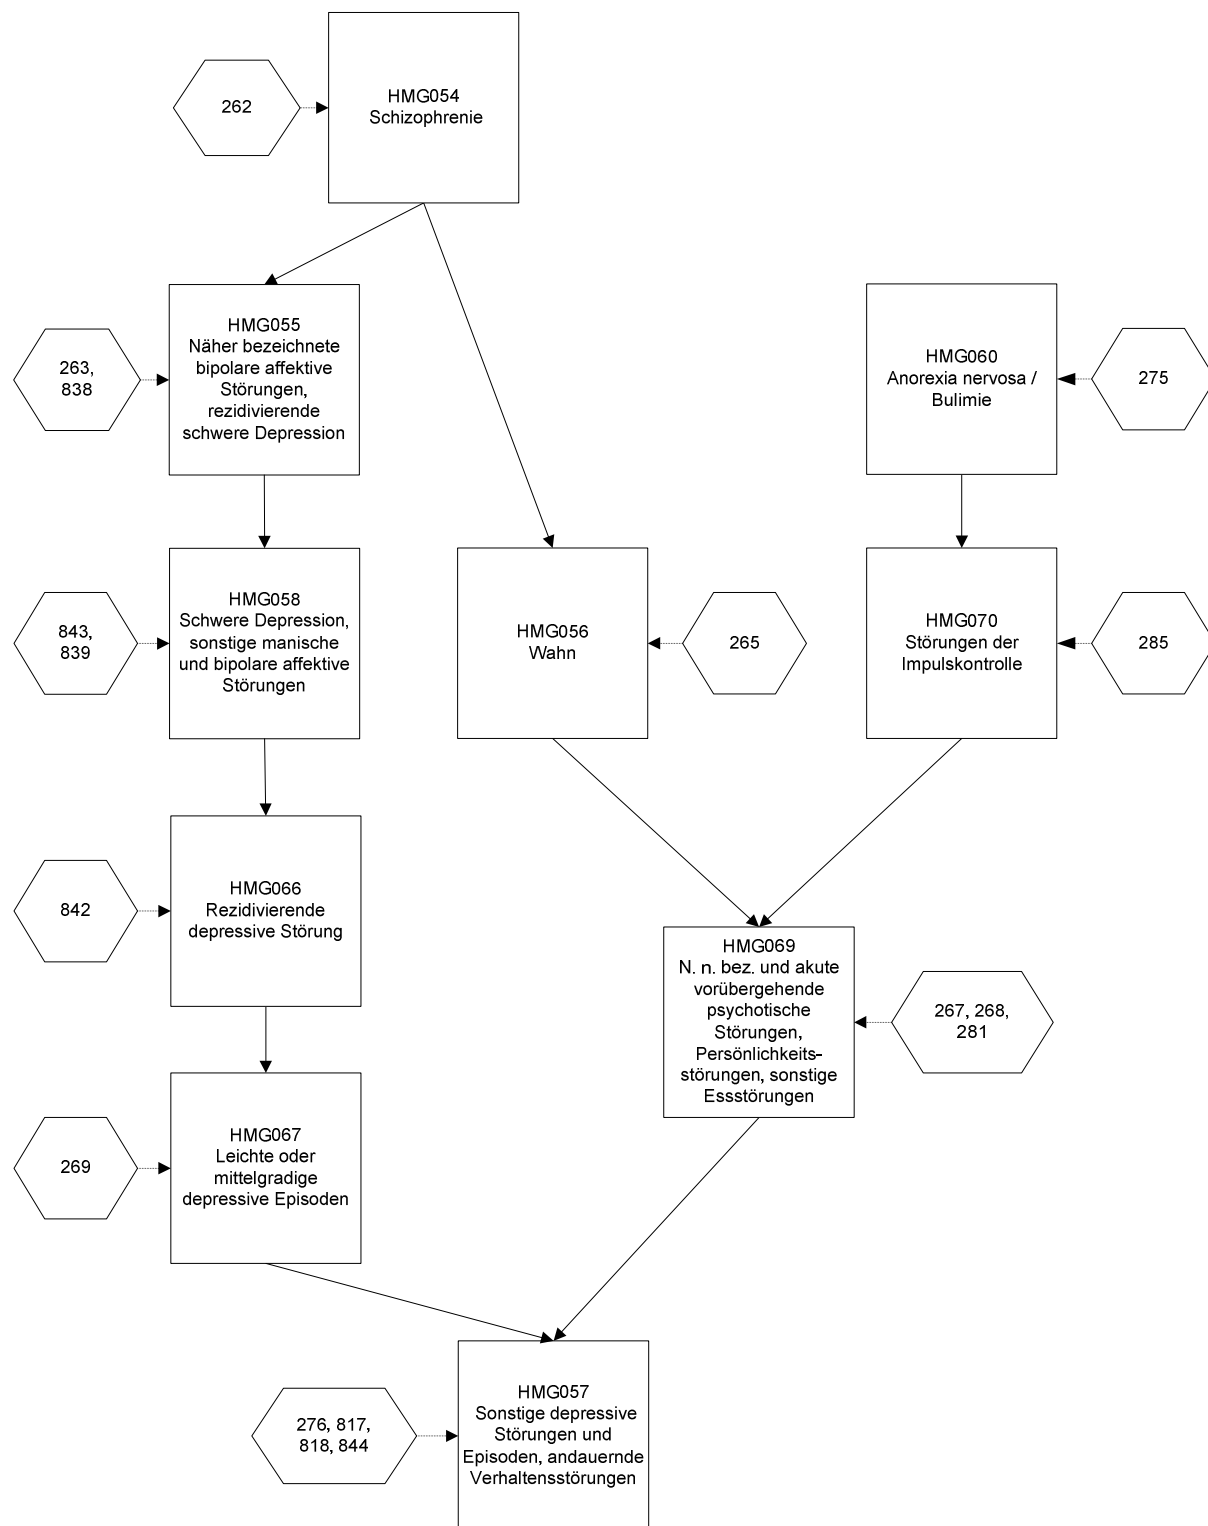 262
HMG054
Schizophrenie
263,
838
HMG055
Näher bezeichnete
bipolare affektive
Störungen,
rezidivierende
schwere Depression
HMG060
Anorexia nervosa /
Bulimie
275
843,
839
HMG058
Schwere Depression,
sonstige manische
und bipolare affektive
Störungen
HMG056
Wahn
265
HMG070
Störungen der
Impulskontrolle
285
842
HMG066
Rezidivierende
depressive Störung
HMG069
N. n. bez. und akute
vorübergehende
psychotische
Störungen,
Persönlichkeits-
störungen, sonstige
Essstörungen
267, 268,
281
269
HMG067
Leichte oder
mittelgradige
depressive Episoden
276, 817,
818, 844
HMG057
Sonstige depressive
Störungen und
Episoden, andauernde
Verhaltensstörungen